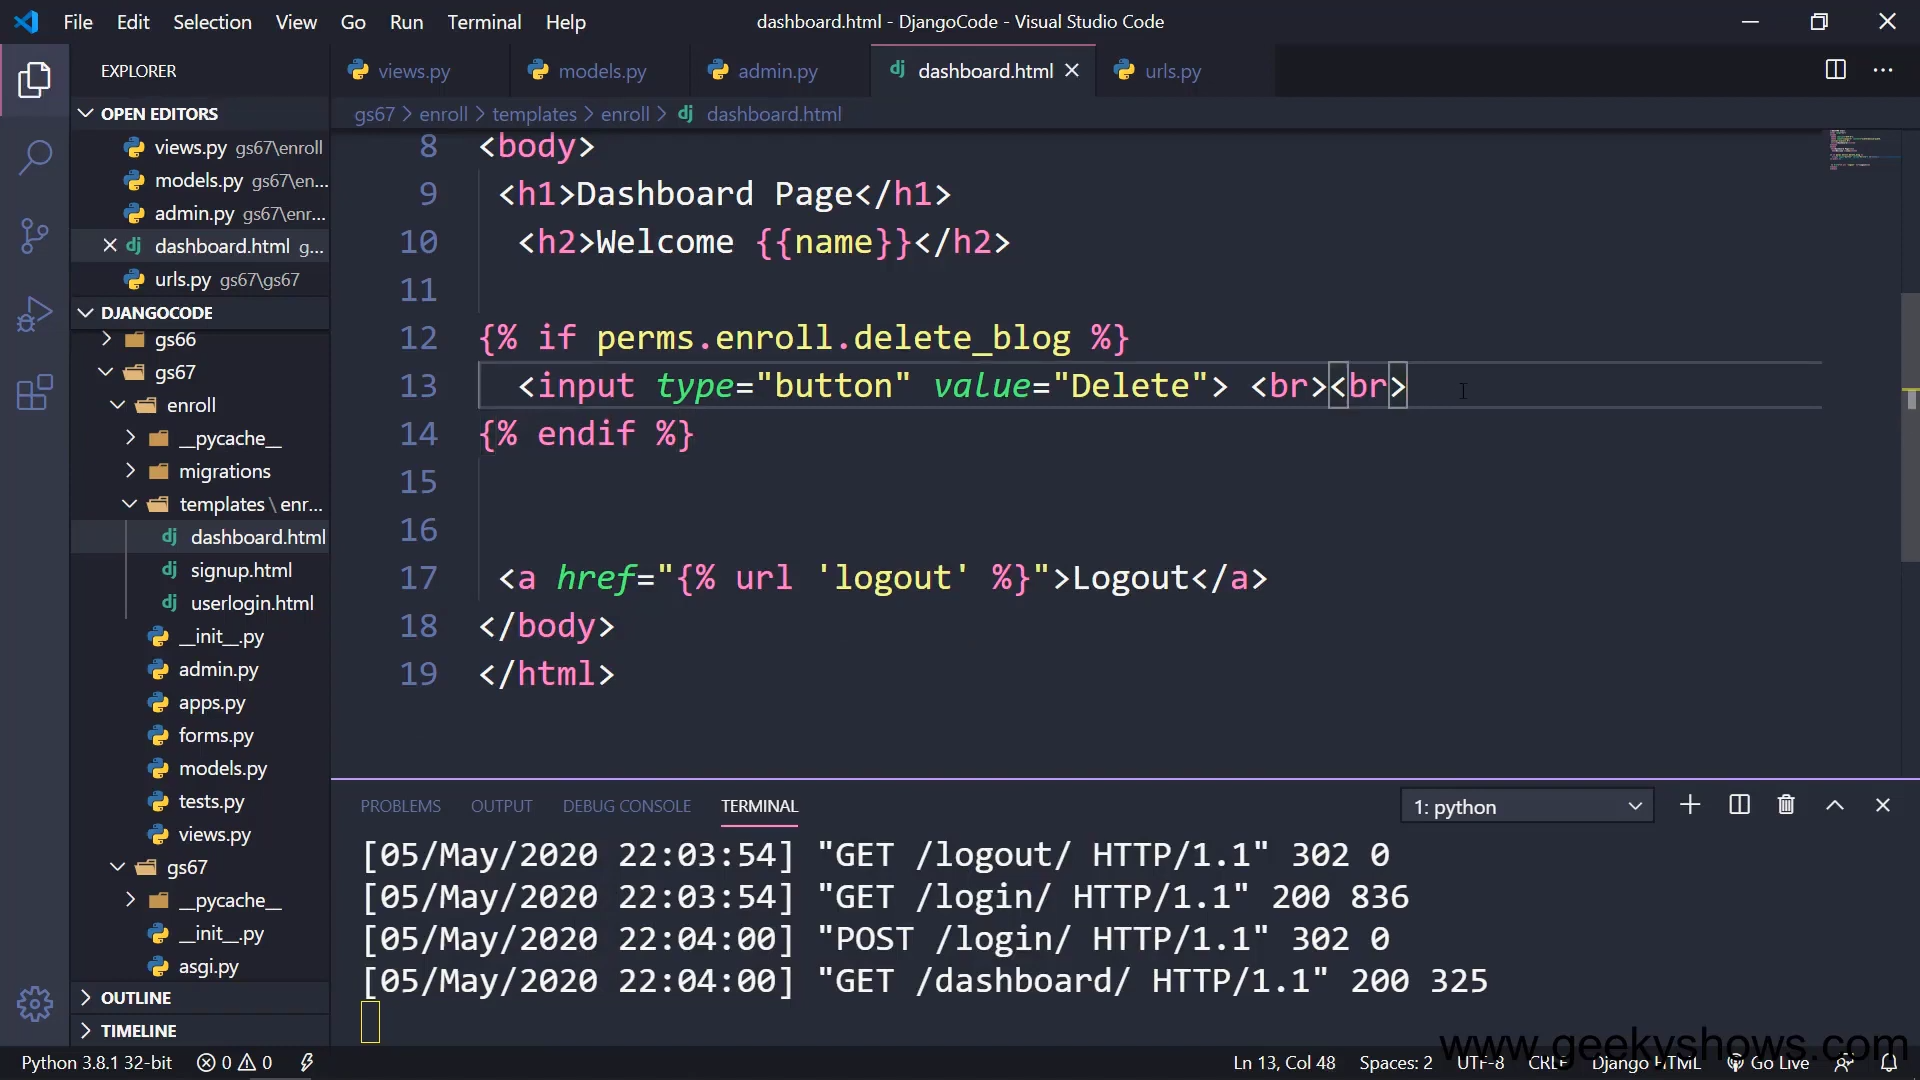 File Edit Selection View Go Run Terminal Help
dashboard.html - DjangoCode - Visual Studio Code
EXPLORER
views.py models.py admin.py dashboard.html urls.py
OPEN EDITORS
views.py gs67\enroll
models.py gs67\en...
admin.py gs67\enr...
dashboard.html g...
urls.py gs67\gs67
DJANGOCODE
gs66
gs67
enroll
__pycache__
migrations
templates \ enr...
dashboard.html
signup.html
userlogin.html
__init__.py
admin.py
apps.py
forms.py
models.py
tests.py
views.py
gs67
__pycache__
__init__.py
asgi.py
OUTLINE
TIMELINE
gs67 > enroll > templates > enroll > dashboard.html
8 <body>
9 <h1>Dashboard Page</h1>
10 <h2>Welcome {{name}}</h2>
11
12 {% if perms.enroll.delete_blog %}
13 <input type="button" value="Delete"> <br><br>
14 {% endif %}
15
16
17 <a href="{% url 'logout' %}">Logout</a>
18 </body>
19 </html>
PROBLEMS OUTPUT DEBUG CONSOLE TERMINAL
1: python
[05/May/2020 22:03:54] "GET /logout/ HTTP/1.1" 302 0
[05/May/2020 22:03:54] "GET /login/ HTTP/1.1" 200 836
[05/May/2020 22:04:00] "POST /login/ HTTP/1.1" 302 0
[05/May/2020 22:04:00] "GET /dashboard/ HTTP/1.1" 200 325
www.geekyshows.com
Python 3.8.1 32-bit 0 0
Ln 13, Col 48 Spaces: 2 UTF-8 CRLF Django HTML Go Live